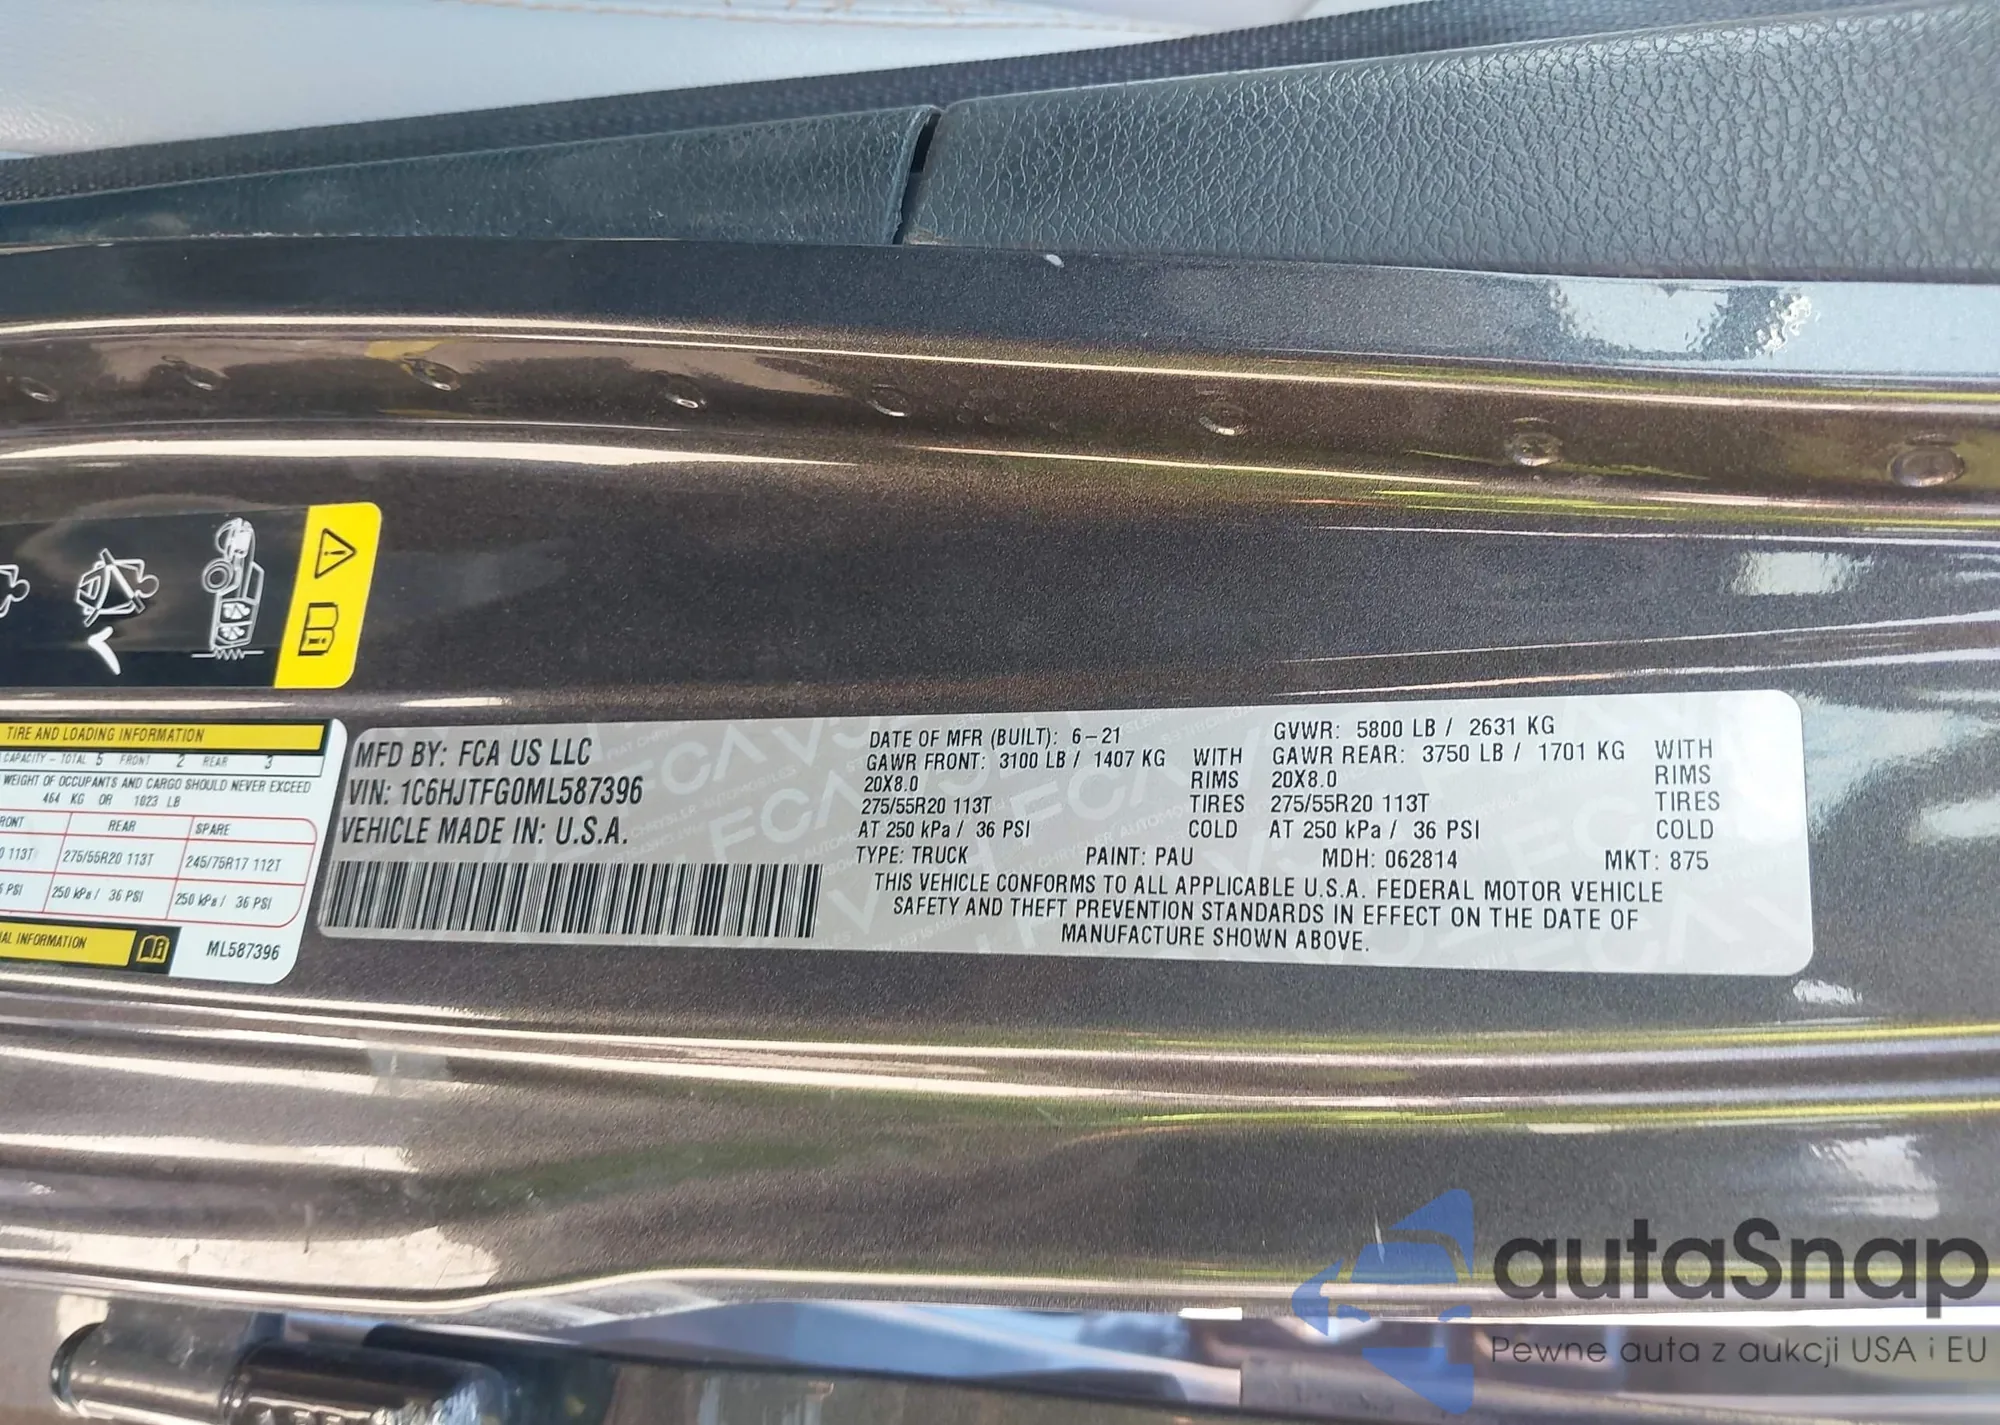 TIRE AND LOADING INFORMATION
CAPACITY - TOTAL 5 FRONT 2 REAR 3
WEIGHT OF OCCUPANTS AND CARGO SHOULD NEVER EXCEED
464 KG OR 1023 LB
REAR SPARE
113T 275/55R20 113T 245/75R17 112T
PSI 250 kPa / 36 PSI 250 kPa / 36 PSI
INFORMATION
ML587396
MFD BY: FCA US LLC
VIN: 1C6HJTFG0ML587396
VEHICLE MADE IN: U.S.A.
DATE OF MFR (BUILT): 6-21 GVWR: 5800 LB / 2631 KG
GAWR FRONT: 3100 LB / 1407 KG WITH GAWR REAR: 3750 LB / 1701 KG WITH
20X8.0 RIMS 20X8.0 RIMS
275/55R20 113T TIRES 275/55R20 113T TIRES
AT 250 kPa / 36 PSI COLD AT 250 kPa / 36 PSI COLD
TYPE: TRUCK PAINT: PAU MDH: 062814 MKT: 875
THIS VEHICLE CONFORMS TO ALL APPLICABLE U.S.A. FEDERAL MOTOR VEHICLE
SAFETY AND THEFT PREVENTION STANDARDS IN EFFECT ON THE DATE OF
MANUFACTURE SHOWN ABOVE.
autaSnap
Pewne auta z aukcji USA i EU